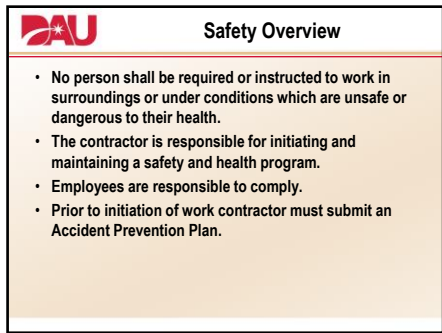 DAU
Safety Overview
• No person shall be required or instructed to work in
surroundings or under conditions which are unsafe or
dangerous to their health.
• The contractor is responsible for initiating and
maintaining a safety and health program.
• Employees are responsible to comply.
• Prior to initiation of work contractor must submit an
Accident Prevention Plan.